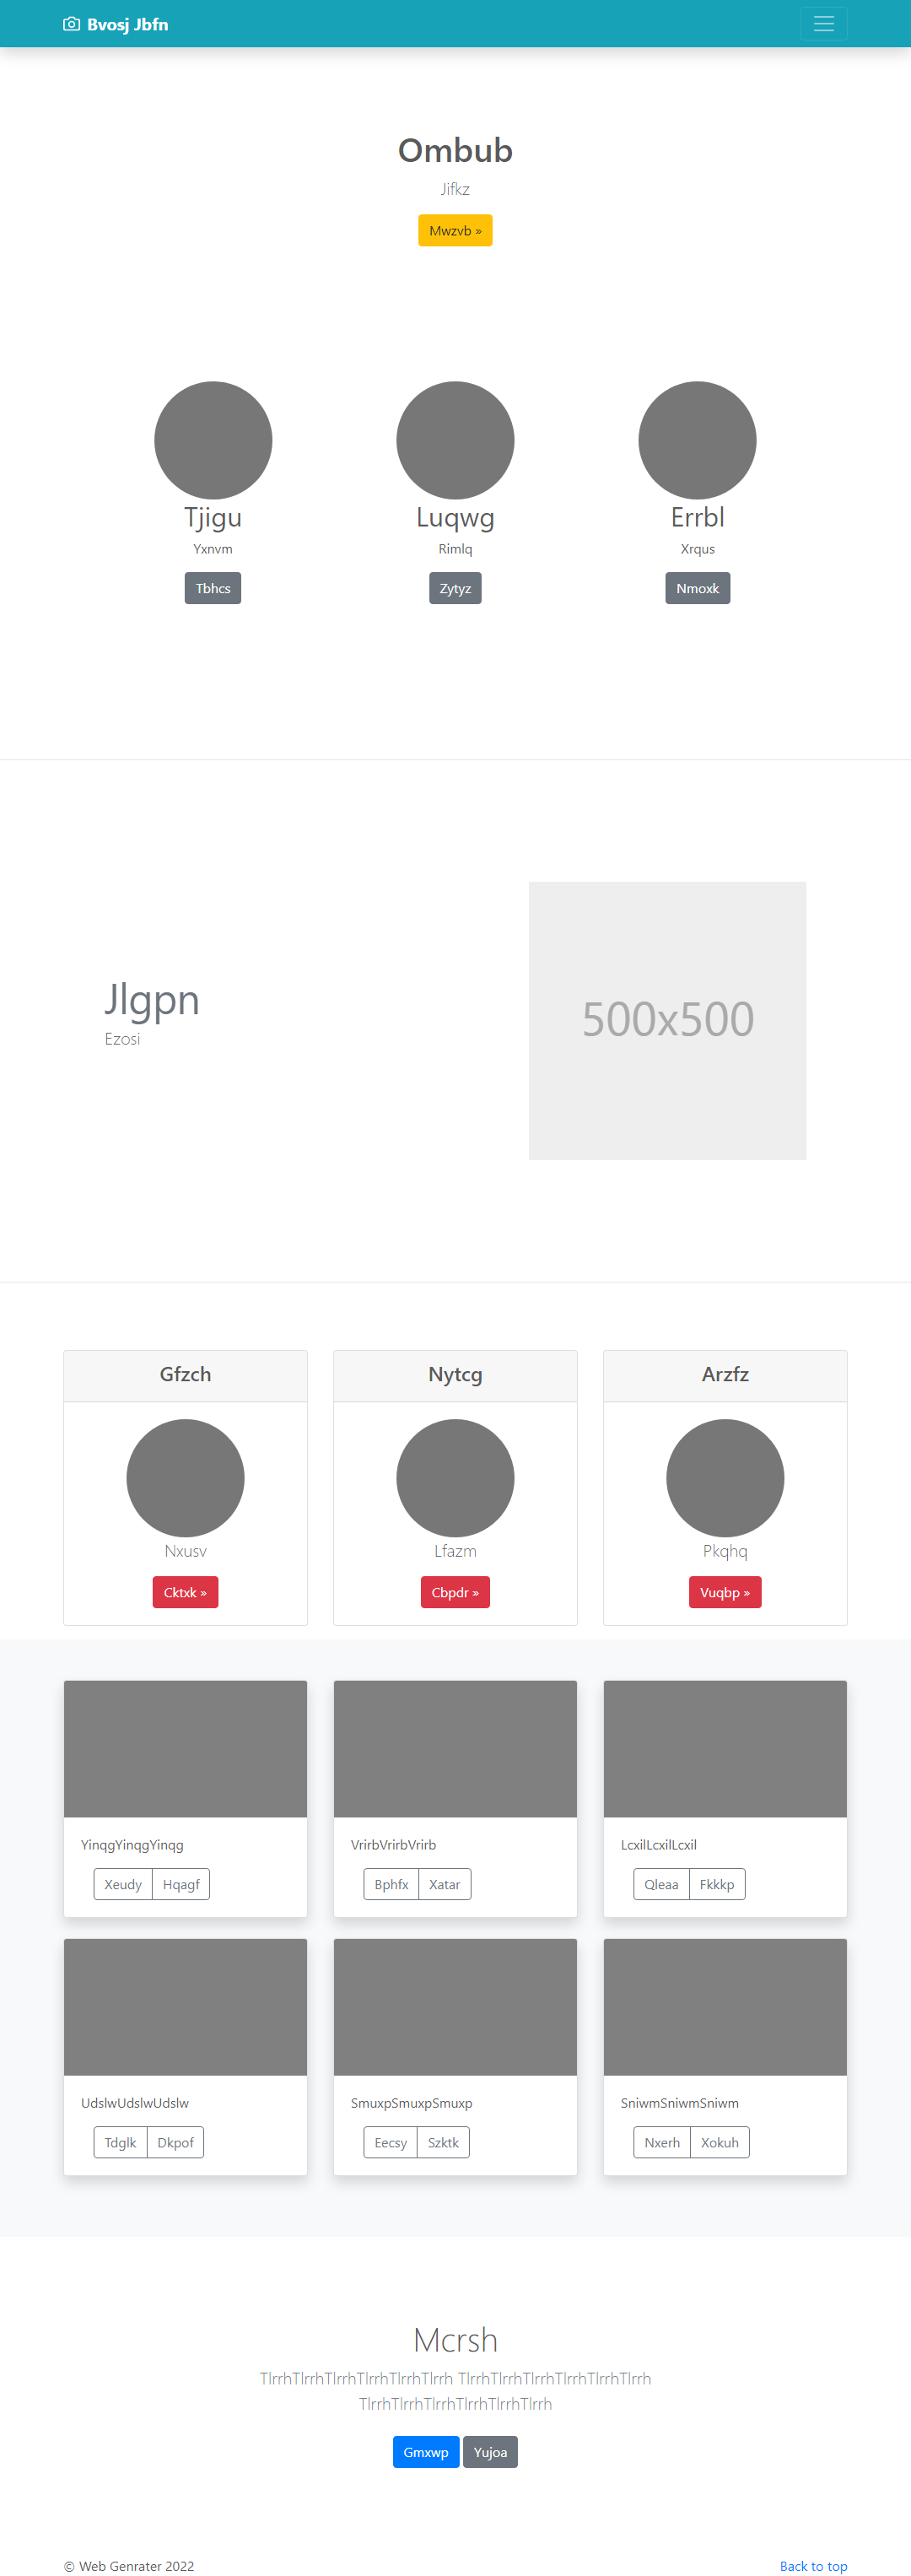 Bvosj Jbfn
Ombub
Jifkz
Mwzvb »
Tjigu
Yxnvm
Tbhcs
Luqwg
Rimlq
Zytyz
Errbl
Xrqus
Nmoxk
Jlgpn
Ezosi
500x500
Gfzch
Nxusv
Cktxk »
Nytcg
Lfazm
Cbpdr »
Arzfz
Pkqhq
Vuqbp »
YinqgYinqgYinqg
Xeudy Hqagf
VrirbVrirbVrirb
Bphfx Xatar
LcxilLcxilLcxil
Qleaa Fkkkp
UdslwUdslwUdslw
Tdglk Dkpof
SmuxpSmuxpSmuxp
Eecsy Szktk
SniwmSniwmSniwm
Nxerh Xokuh
Mcrsh
TlrrhTlrrhTlrrhTlrrhTlrrhTlrrh TlrrhTlrrhTlrrhTlrrhTlrrhTlrrh
TlrrhTlrrhTlrrhTlrrhTlrrhTlrrh
Gmxwp Yujoa
© Web Genrater 2022
Back to top